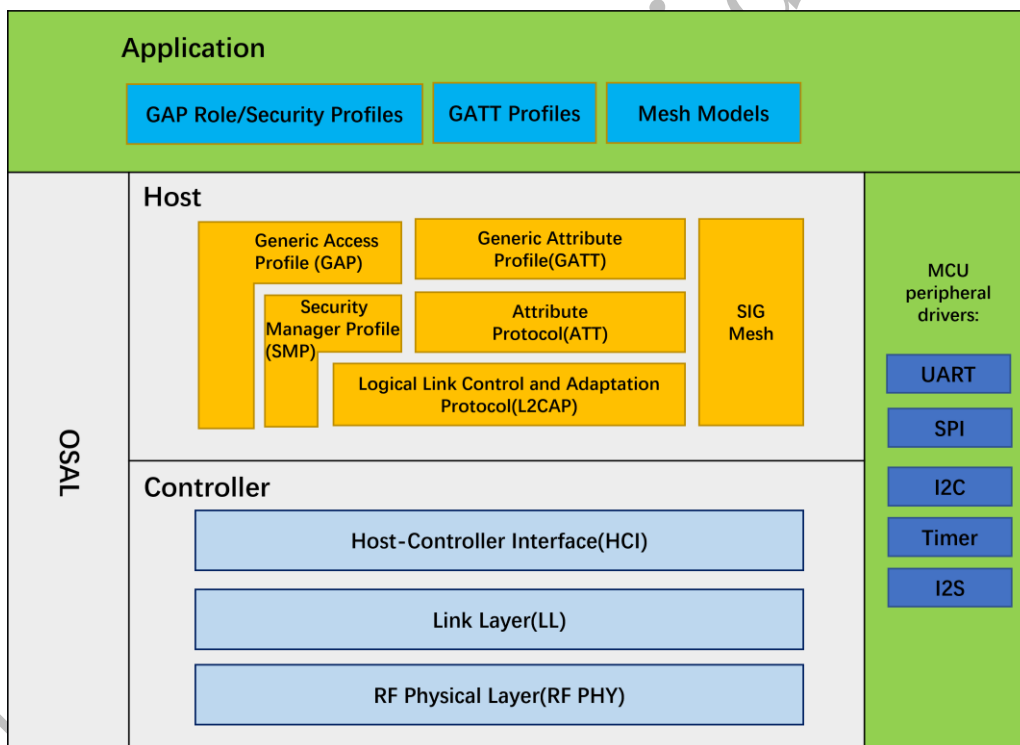 Application
GAP Role/Security Profiles
GATT Profiles
Mesh Models
Host
Generic Access
Profile (GAP)
Generic Attribute
Profile(GATT)
Security
Manager Profile
(SMP)
Attribute
Protocol(ATT)
SIG
Mesh
Logical Link Control and Adaptation
Protocol(L2CAP)
OSAL
Controller
Host-Controller Interface(HCI)
Link Layer(LL)
RF Physical Layer(RF PHY)
MCU
peripheral
drivers:
UART
SPI
I2C
Timer
I2S